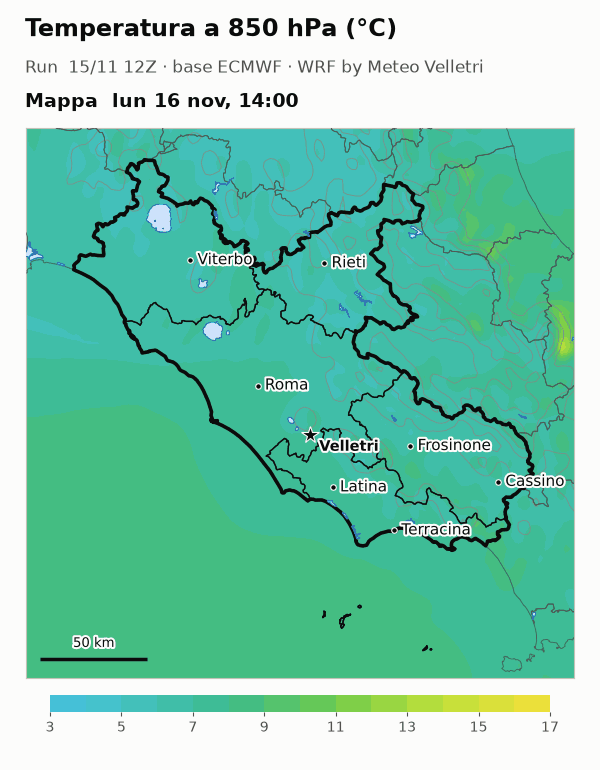 Temperatura a 850 hPa (°C)
Run 15/11 12Z · base ECMWF · WRF by Meteo Velletri
Mappa lun 16 nov, 14:00
Viterbo
Rieti
Roma
Velletri
Frosinone
Latina
Cassino
Terracina
50 km
3 5 7 9 11 13 15 17